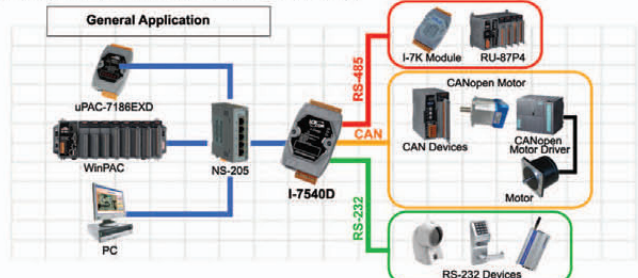 General Application
uPAC-7186EXD
WinPAC
PC
NS-205
I-7540D
RS-485
CAN
RS-232
I-7K Module
RU-87P4
CANopen Motor
CAN Devices
CANopen
Motor Driver
Motor
RS-232 Devices